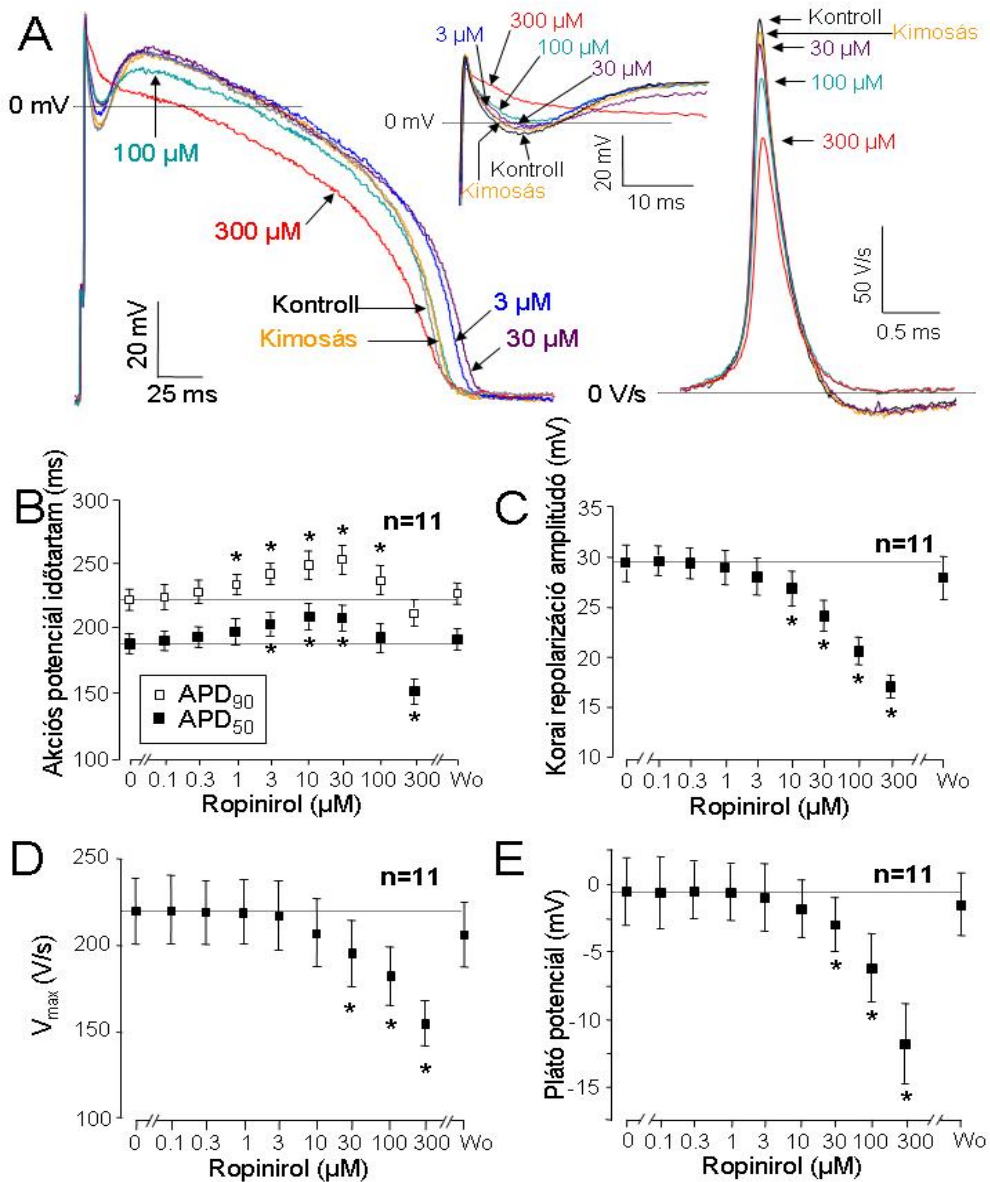 A
0 mV
100 µM
300 µM
Kontroll
Kimosás
3 µM
30 µM
20 mV
25 ms
3 µM
300 µM
100 µM
30 µM
0 mV
Kontroll
Kimosás
20 mV
10 ms
Kontroll
Kimosás
30 µM
100 µM
300 µM
50 V/s
0.5 ms
0 V/s
B
n=11
Akciós potenciál időtartam (ms)
300
250
200
150
100
* * * * *
* * * *
APD90
APD50
0 0.1 0.3 1 3 10 30 100 300 Wo
Ropinirol (µM)
C
n=11
Korai repolarizáció amplitúdó (mV)
35
30
25
20
15
10
* * * *
0 0.1 0.3 1 3 10 30 100 300 Wo
Ropinirol (µM)
D
n=11
Vmax (V/s)
250
200
150
100
* * *
0 0.1 0.3 1 3 10 30 100 300 Wo
Ropinirol (µM)
E
n=11
Plátó potenciál (mV)
0
-5
-10
-15
* * *
0 0.1 0.3 1 3 10 30 100 300 Wo
Ropinirol (µM)